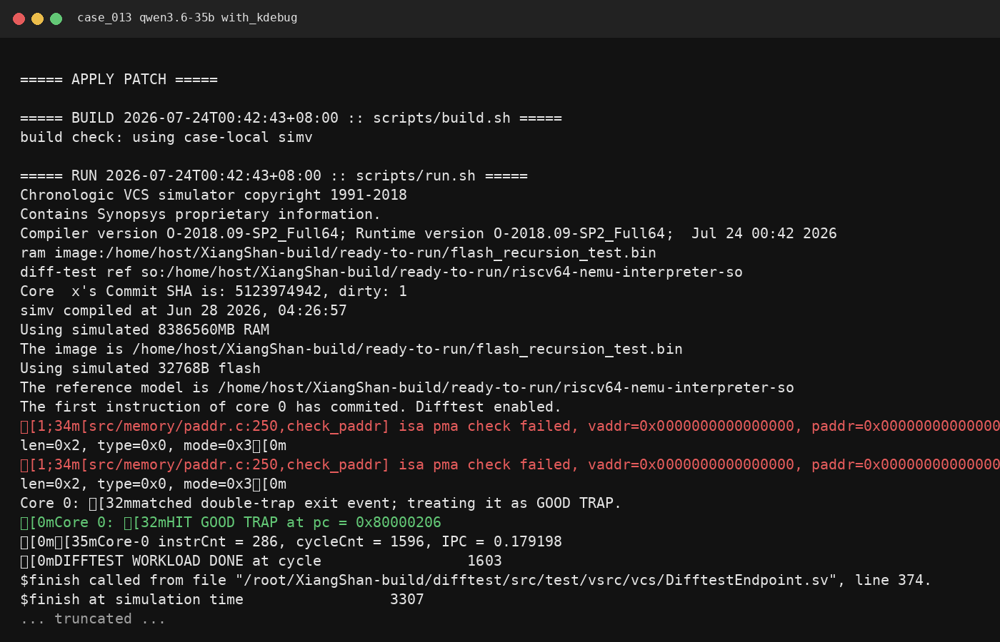 case_013 qwen3.6-35b with_kdebug
===== APPLY PATCH =====
===== BUILD 2026-07-24T00:42:43+08:00 :: scripts/build.sh =====
build check: using case-local simv
===== RUN 2026-07-24T00:42:43+08:00 :: scripts/run.sh =====
Chronologic VCS simulator copyright 1991-2018
Contains Synopsys proprietary information.
Compiler version O-2018.09-SP2_Full64; Runtime version O-2018.09-SP2_Full64;  Jul 24 00:42 2026
ram image:/home/host/XiangShan-build/ready-to-run/flash_recursion_test.bin
diff-test ref so:/home/host/XiangShan-build/ready-to-run/riscv64-nemu-interpreter-so
Core  x's Commit SHA is: 5123974942, dirty: 1
simv compiled at Jun 28 2026, 04:26:57
Using simulated 8386560MB RAM
The image is /home/host/XiangShan-build/ready-to-run/flash_recursion_test.bin
Using simulated 32768B flash
The reference model is /home/host/XiangShan-build/ready-to-run/riscv64-nemu-interpreter-so
The first instruction of core 0 has commited. Difftest enabled.
▯[1;34m[src/memory/paddr.c:250,check_paddr] isa pma check failed, vaddr=0x0000000000000000, paddr=0x00000000000000
len=0x2, type=0x0, mode=0x3▯[0m
▯[1;34m[src/memory/paddr.c:250,check_paddr] isa pma check failed, vaddr=0x0000000000000000, paddr=0x00000000000000
len=0x2, type=0x0, mode=0x3▯[0m
Core 0: ▯[32mmatched double-trap exit event; treating it as GOOD TRAP.
▯[0mCore 0: ▯[32mHIT GOOD TRAP at pc = 0x80000206
▯[0m▯[35mCore-0 instrCnt = 286, cycleCnt = 1596, IPC = 0.179198
▯[0mDIFFTEST WORKLOAD DONE at cycle                 1603
$finish called from file "/root/XiangShan-build/difftest/src/test/vsrc/vcs/DifftestEndpoint.sv", line 374.
$finish at simulation time                 3307
... truncated ...